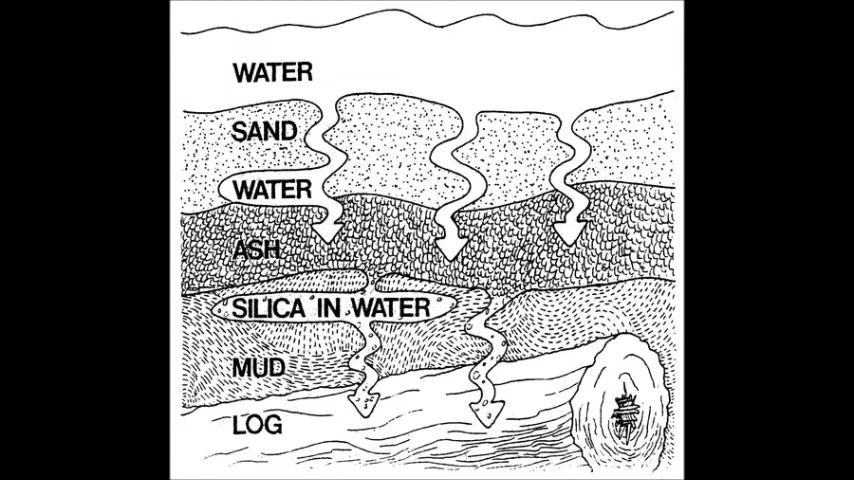 WATER
SAND
WATER
ASH
SILICA IN WATER
MUD
LOG